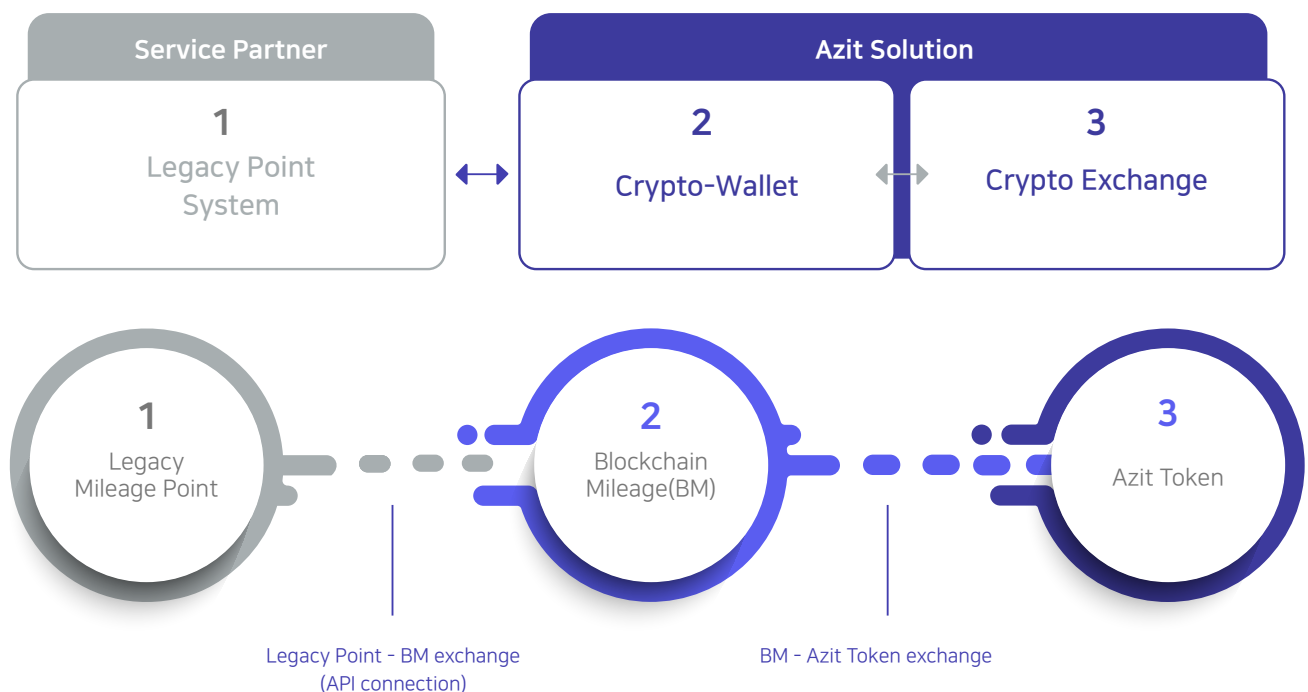 Service Partner
Azit Solution
1
Legacy Point
System
2
Crypto-Wallet
3
Crypto Exchange
1
Legacy
Mileage Point
2
Blockchain
Mileage(BM)
3
Azit Token
Legacy Point - BM exchange
(API connection)
BM - Azit Token exchange